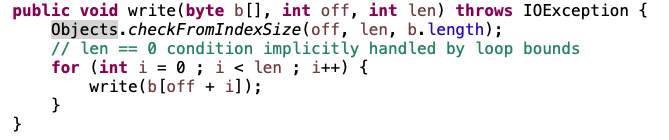 public void write(byte b[], int off, int len) throws IOException {
    Objects.checkFromIndexSize(off, len, b.length);
    // len == 0 condition implicitly handled by loop bounds
    for (int i = 0 ; i < len ; i++) {
        write(b[off + i]);
    }
}